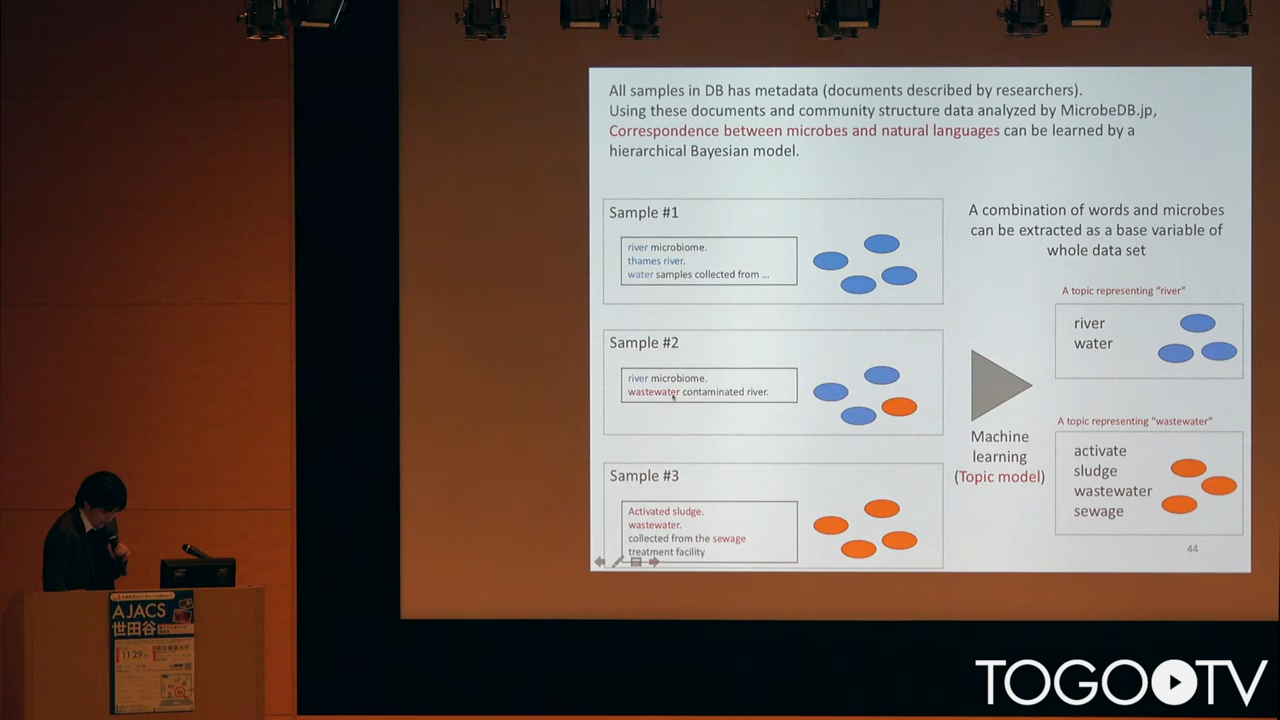 All samples in DB has metadata (documents described by researchers).
Using these documents and community structure data analyzed by MicrobeDB.jp,
Correspondence between microbes and natural languages can be learned by a
hierarchical Bayesian model.
Sample #1
river microbiome.
thames river.
water samples collected from ...
Sample #2
river microbiome.
wastewater contaminated river.
Sample #3
Activated sludge.
wastewater.
collected from the sewage
treatment facility
A combination of words and microbes
can be extracted as a base variable of
whole data set
Machine
learning
(Topic model)
A topic representing "river"
river
water
A topic representing "wastewater"
activate
sludge
wastewater
sewage
44
AJACS
世田谷
11 29
TOGO TV